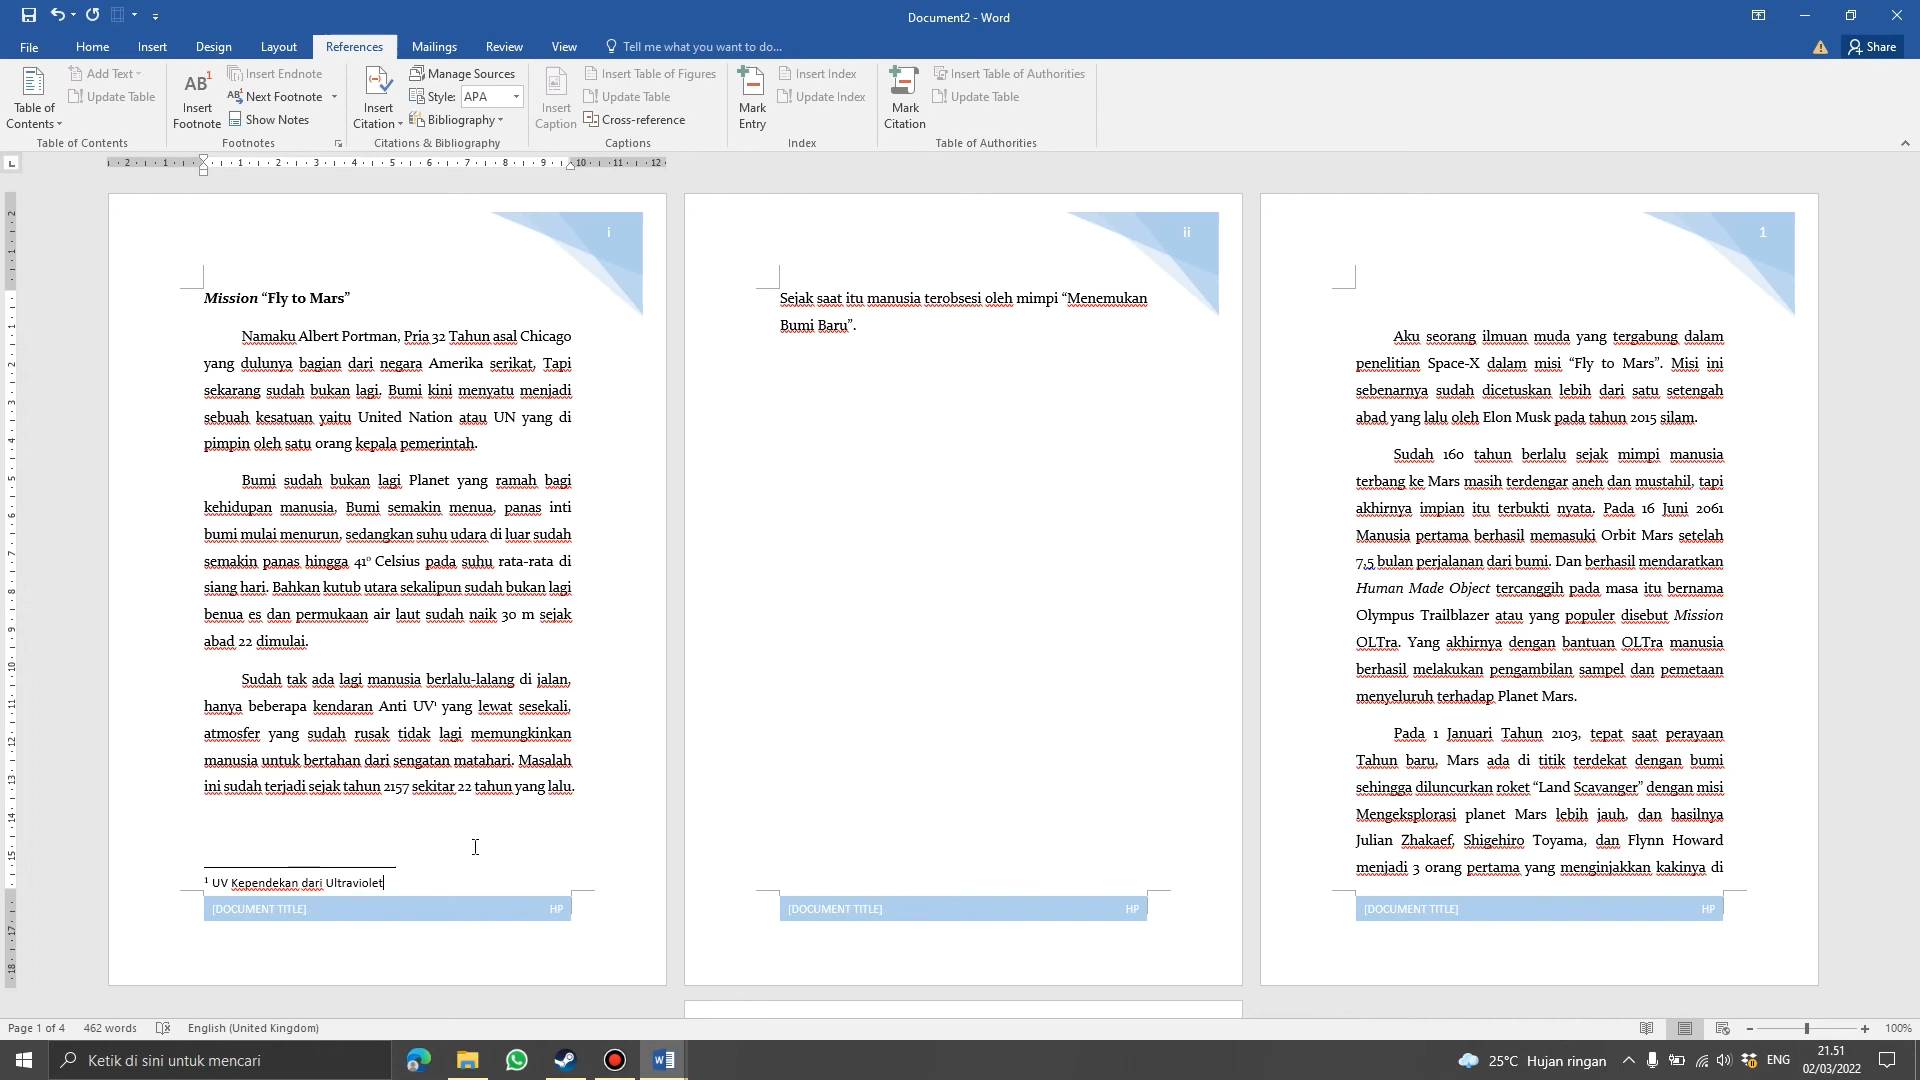 Document2 - Word
File Home Insert Design Layout References Mailings Review View Tell me what you want to do... Share
Table of Contents
Add Text
Update Table
Table of Contents
AB1
Insert Footnote
Insert Endnote
Next Footnote
Show Notes
Footnotes
Insert Citation
Manage Sources
Style: APA
Bibliography
Citations & Bibliography
Insert Caption
Insert Table of Figures
Update Table
Cross-reference
Captions
Mark Entry
Insert Index
Update Index
Index
Mark Citation
Insert Table of Authorities
Update Table
Table of Authorities
2 1 1 2 3 4 5 6 7 8 9 10 11 12
i
Mission “Fly to Mars”
Namaku Albert Portman, Pria 32 Tahun asal Chicago
yang dulunya bagian dari negara Amerika serikat, Tapi
sekarang sudah bukan lagi. Bumi kini menyatu menjadi
sebuah kesatuan yaitu United Nation atau UN yang di
pimpin oleh satu orang kepala pemerintah.
Bumi sudah bukan lagi Planet yang ramah bagi
kehidupan manusia, Bumi semakin menua, panas inti
bumi mulai menurun, sedangkan suhu udara di luar sudah
semakin panas hingga 41⁰ Celsius pada suhu rata-rata di
siang hari. Bahkan kutub utara sekalipun sudah bukan lagi
benua es dan permukaan air laut sudah naik 30 m sejak
abad 22 dimulai.
Sudah tak ada lagi manusia berlalu-lalang di jalan,
hanya beberapa kendaran Anti UV¹ yang lewat sesekali,
atmosfer yang sudah rusak tidak lagi memungkinkan
manusia untuk bertahan dari sengatan matahari. Masalah
ini sudah terjadi sejak tahun 2157 sekitar 22 tahun yang lalu.
¹ UV Kependekan dari Ultraviolet
[DOCUMENT TITLE] HP
ii
Sejak saat itu manusia terobsesi oleh mimpi “Menemukan
Bumi Baru”.
[DOCUMENT TITLE] HP
1
Aku seorang ilmuan muda yang tergabung dalam
penelitian Space-X dalam misi “Fly to Mars”. Misi ini
sebenarnya sudah dicetuskan lebih dari satu setengah
abad yang lalu oleh Elon Musk pada tahun 2015 silam.
Sudah 160 tahun berlalu sejak mimpi manusia
terbang ke Mars masih terdengar aneh dan mustahil, tapi
akhirnya impian itu terbukti nyata. Pada 16 Juni 2061
Manusia pertama berhasil memasuki Orbit Mars setelah
7,5 bulan perjalanan dari bumi. Dan berhasil mendaratkan
Human Made Object tercanggih pada masa itu bernama
Olympus Trailblazer atau yang populer disebut Mission
OLTra. Yang akhirnya dengan bantuan OLTra manusia
berhasil melakukan pengambilan sampel dan pemetaan
menyeluruh terhadap Planet Mars.
Pada 1 Januari Tahun 2103, tepat saat perayaan
Tahun baru, Mars ada di titik terdekat dengan bumi
sehingga diluncurkan roket “Land Scavanger” dengan misi
Mengeksplorasi planet Mars lebih jauh, dan hasilnya
Julian Zhakaef, Shigehiro Toyama, dan Flynn Howard
menjadi 3 orang pertama yang menginjakkan kakinya di
[DOCUMENT TITLE] HP
Page 1 of 4 462 words English (United Kingdom) 100%
Ketik di sini untuk mencari
25°C Hujan ringan ENG
21.51
02/03/2022